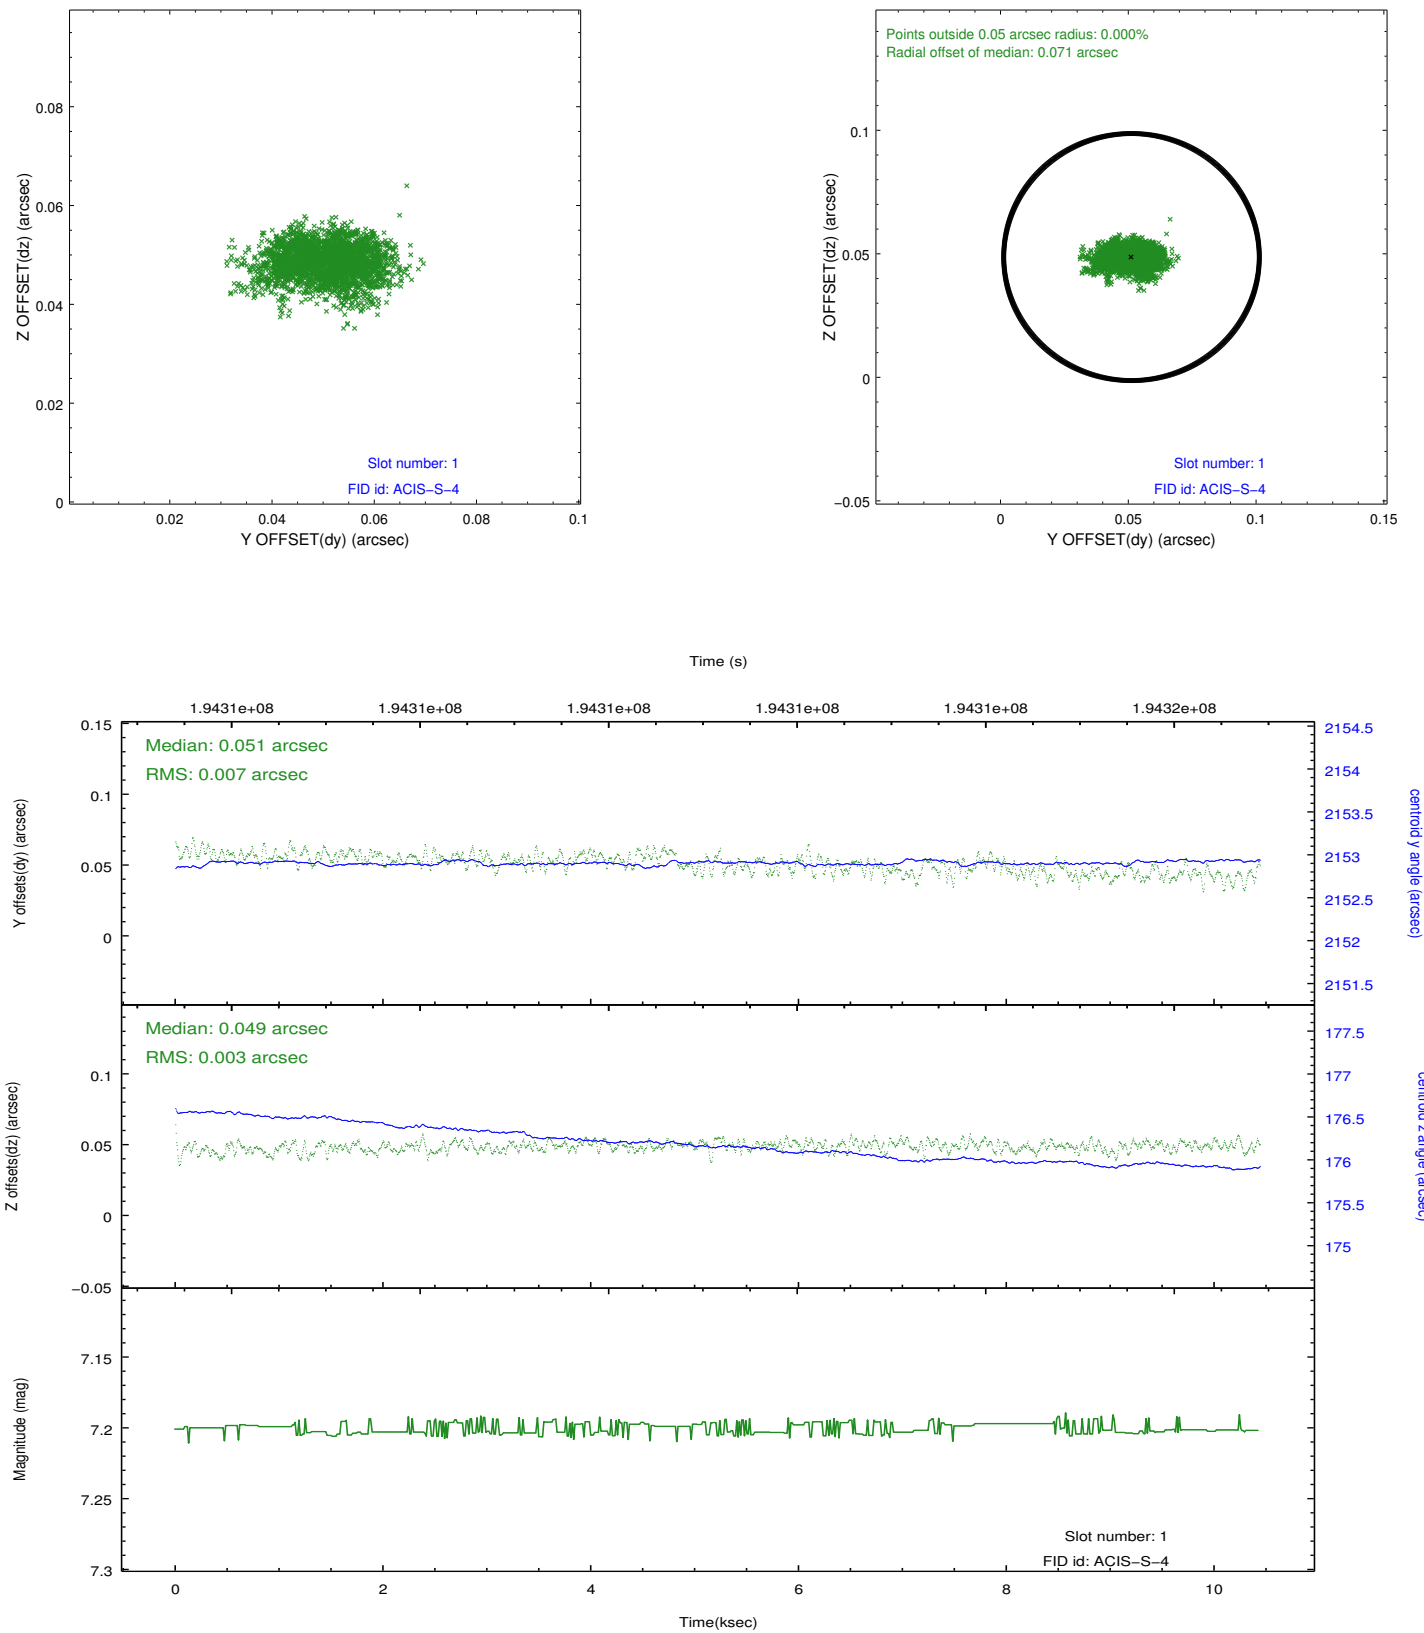 0.08
0.06
0.04
0.02
0
Z OFFSET(dz) (arcsec)
Slot number: 1
FID id: ACIS−S−4
0.02 0.04 0.06 0.08 0.1
Y OFFSET(dy) (arcsec)
Points outside 0.05 arcsec radius: 0.000%
Radial offset of median: 0.071 arcsec
0.1
0.05
0
−0.05
Z OFFSET(dz) (arcsec)
Slot number: 1
FID id: ACIS−S−4
0 0.05 0.1 0.15
Y OFFSET(dy) (arcsec)
Time (s)
1.9431e+08 1.9431e+08 1.9431e+08 1.9431e+08 1.9431e+08 1.9432e+08
Median: 0.051 arcsec
RMS: 0.007 arcsec
0.15
0.1
0.05
0
Y offsets(dy) (arcsec)
2154.5
2154
2153.5
2153
2152.5
2152
2151.5
centroid y angle (arcsec)
Median: 0.049 arcsec
RMS: 0.003 arcsec
0.1
0.05
0
−0.05
Z offsets(dz) (arcsec)
177.5
177
176.5
176
175.5
175
centroid z angle (arcsec)
7.15
7.2
7.25
7.3
Magnitude (mag)
Slot number: 1
FID id: ACIS−S−4
0 2 4 6 8 10
Time(ksec)